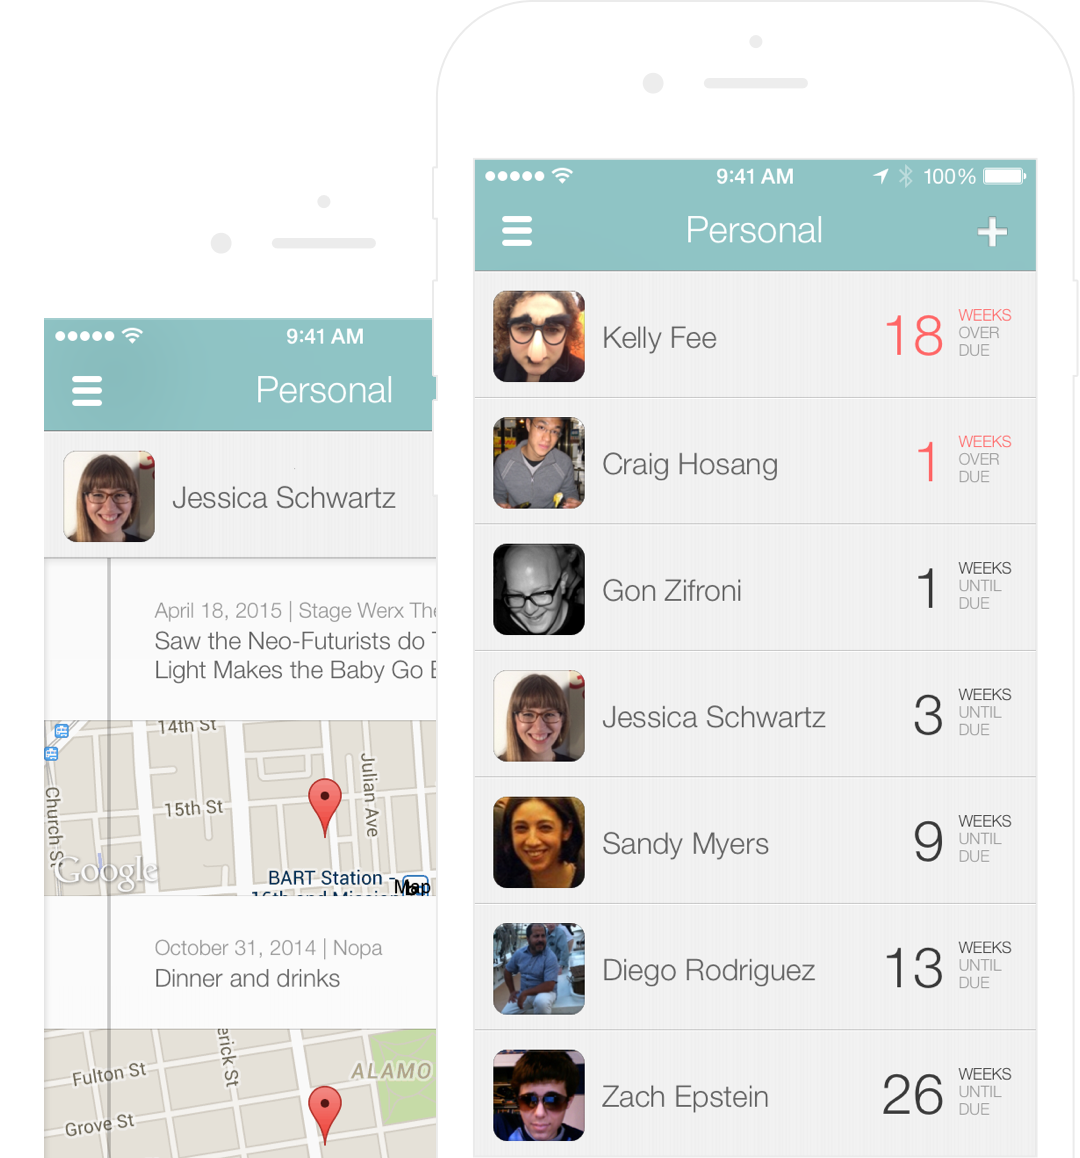 9:41 AM
Personal
Jessica Schwartz
April 18, 2015 | Stage Werx
Saw the Neo-Futurists do
Light Makes the Baby Go
14th St
Julian Ave
15th St
Church St
Google
BART Station -
16th and Mission
Map
October 31, 2014 | Nopa
Dinner and drinks
Fulton St
ALAMO
Grove St
9:41 AM
100%
Personal
Kelly Fee
18
WEEKS
OVER
DUE
Craig Hosang
1
WEEKS
OVER
DUE
Gon Zifroni
1
WEEKS
UNTIL
DUE
Jessica Schwartz
3
WEEKS
UNTIL
DUE
Sandy Myers
9
WEEKS
UNTIL
DUE
Diego Rodriguez
13
WEEKS
UNTIL
DUE
Zach Epstein
26
WEEKS
UNTIL
DUE